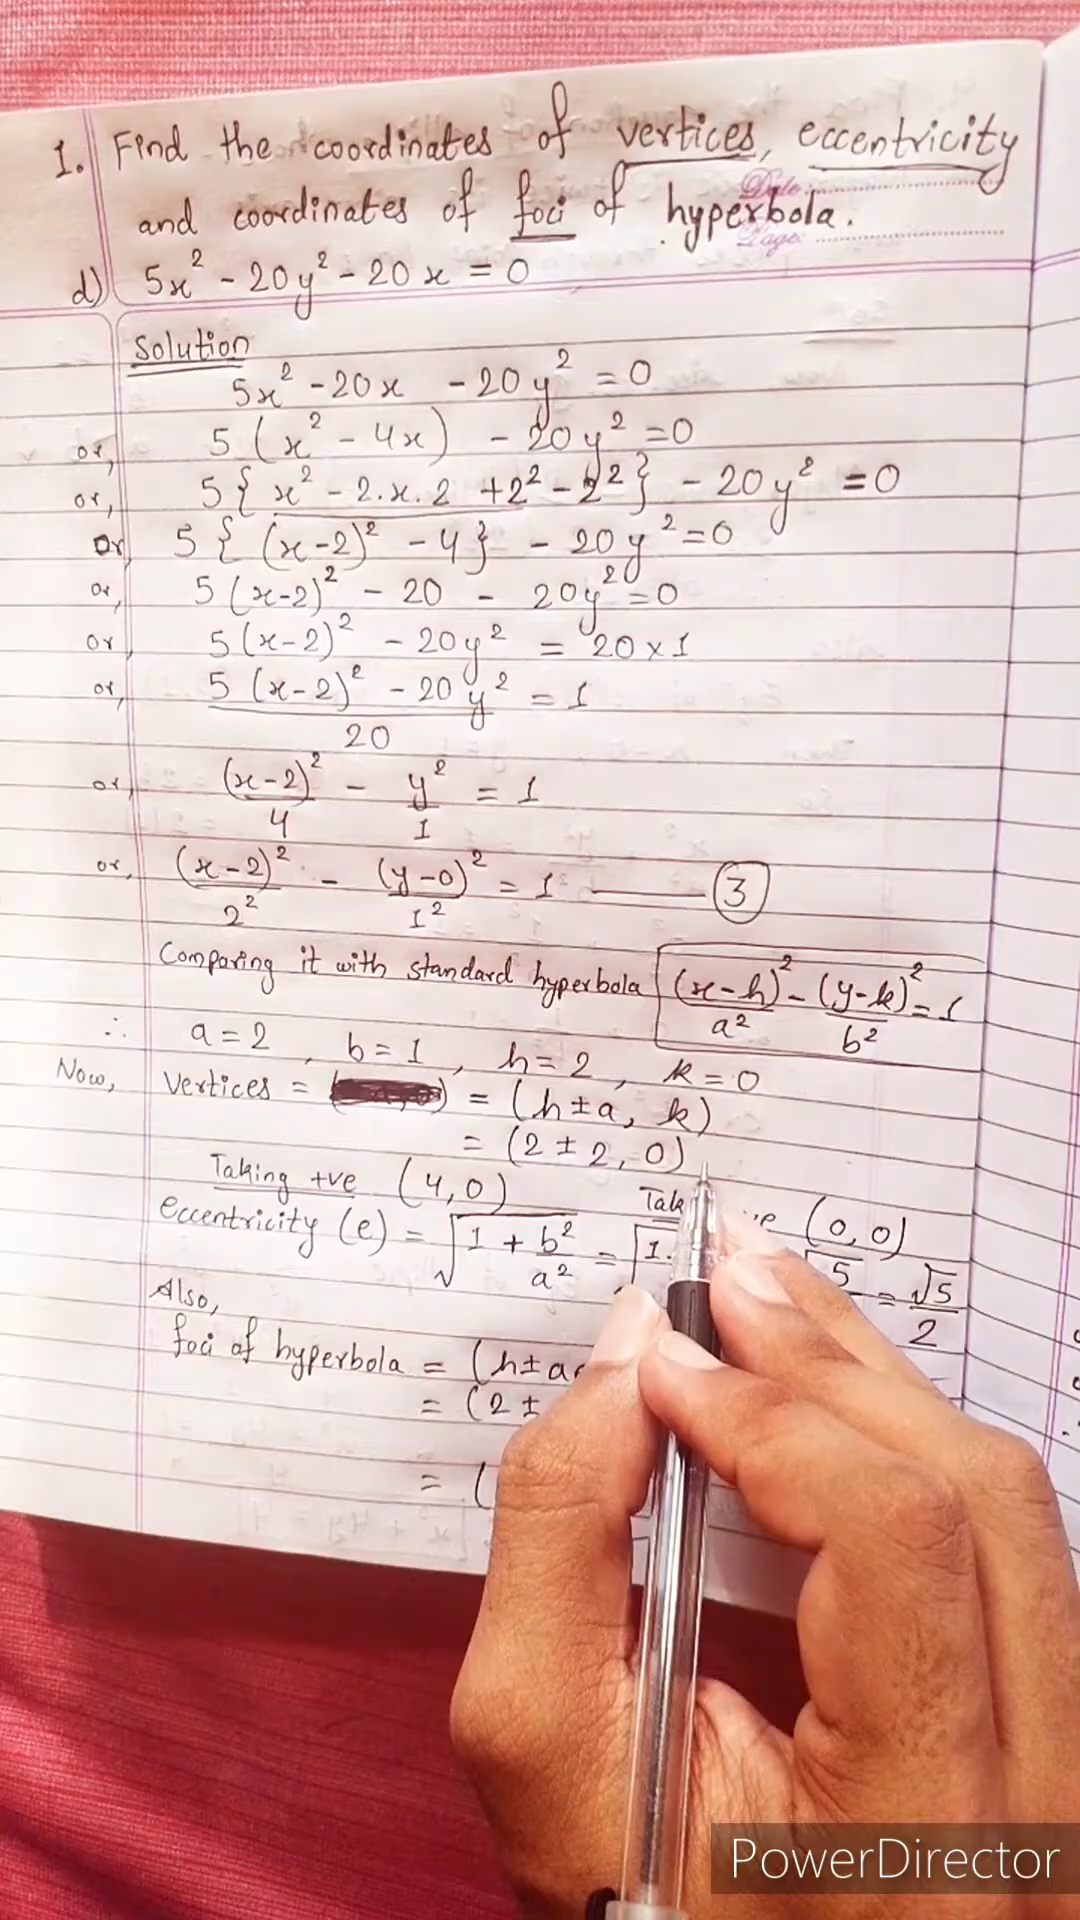 1. Find the coordinates of vertices, eccentricity
and coordinates of foci of hyperbola.
Date:
Page:
d) 5x² - 20y² - 20x = 0
Solution
5x² - 20x - 20y² = 0
or, 5(x² - 4x) - 20y² = 0
or, 5{x² - 2.x.2 + 2² - 2²} - 20y² = 0
or 5{(x-2)² - 4} - 20y² = 0
or, 5(x-2)² - 20 - 20y² = 0
or 5(x-2)² - 20y² = 20 x 1
or, 5(x-2)² - 20y² / 20 = 1
or, (x-2)²/4 - y²/1 = 1
or, (x-2)²/2² - (y-0)²/1² = 1 —— ③
Comparing it with standard hyperbola (x-h)²/a² - (y-k)²/b² = 1
∴ a = 2, b = 1, h = 2, k = 0
Now, Vertices = = (h ± a, k)
= (2 ± 2, 0)
Taking +ve (4,0) (0,0)
eccentricity (e) = √(1 + b²/a²) = √5/2
Also,
foci of hyperbola = (h ±
= (2 ±
= (
PowerDirector